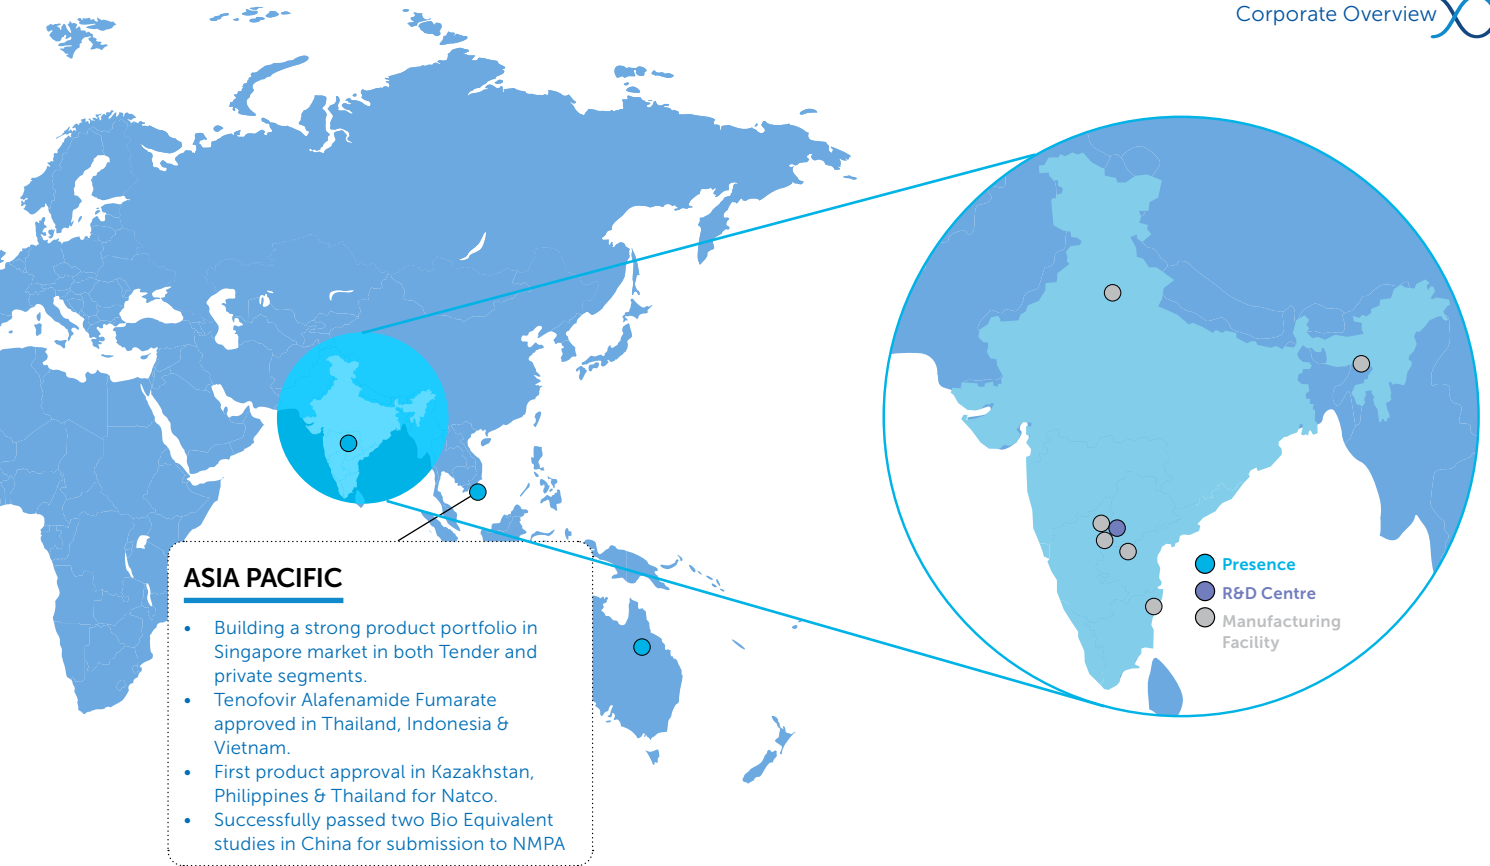 Corporate Overview
ASIA PACIFIC
• Building a strong product portfolio in
Singapore market in both Tender and
private segments.
• Tenofovir Alafenamide Fumarate
approved in Thailand, Indonesia &
Vietnam.
• First product approval in Kazakhstan,
Philippines & Thailand for Natco.
• Successfully passed two Bio Equivalent
studies in China for submission to NMPA
Presence
R&D Centre
Manufacturing
Facility